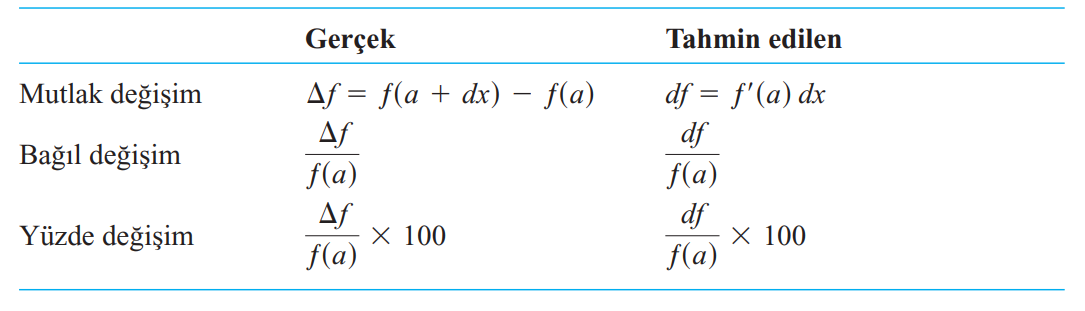 Gerçek Tahmin edilen
Mutlak değişim Δf = f(a + dx) − f(a) df = f′(a) dx
Bağıl değişim Δf/f(a) df/f(a)
Yüzde değişim Δf/f(a) × 100 df/f(a) × 100